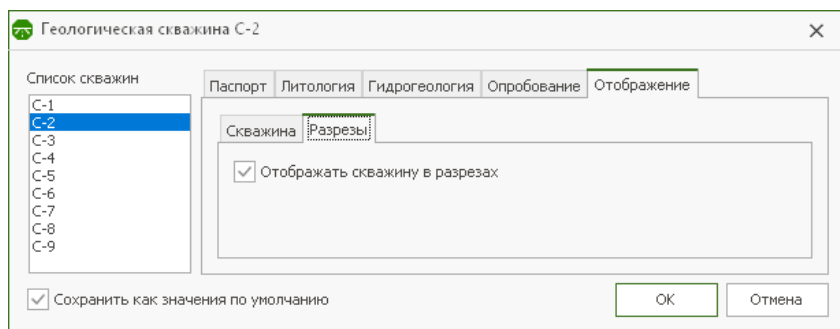 Геологическая скважина С-2
Список скважин
С-1
С-2
С-3
С-4
С-5
С-6
С-7
С-8
С-9
Паспорт Литология Гидрогеология Опробование Отображение
Скважина Разрезы
Отображать скважину в разрезах
Сохранить как значения по умолчанию
ОК Отмена